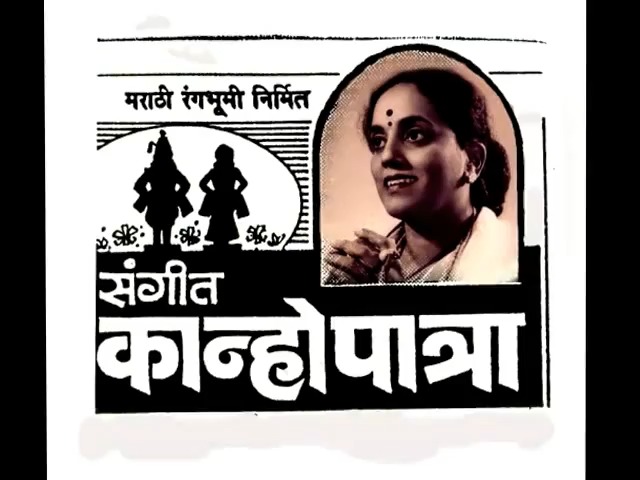 मराठी रंगभूमी निर्मित
संगीत
कान्होपात्रा